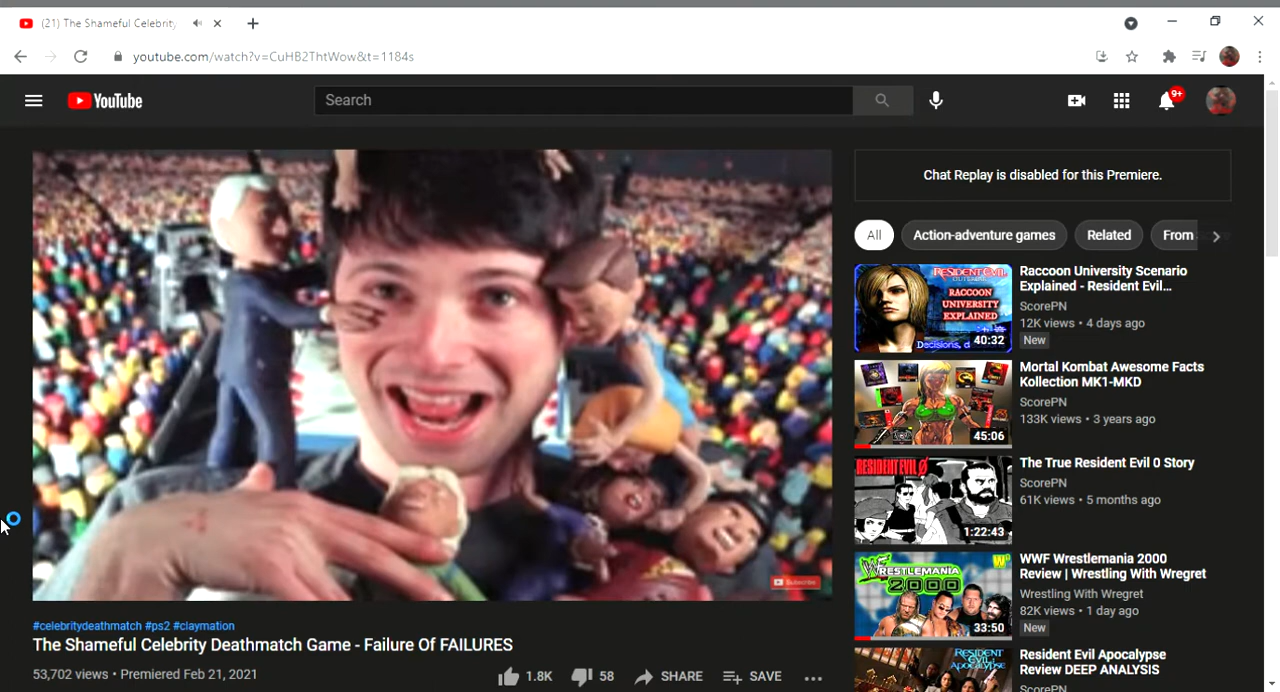 (21) The Shameful Celebrity
youtube.com/watch?v=CuHB2ThtWow&t=1184s
YouTube
Search
9+
Chat Replay is disabled for this Premiere.
All
Action-adventure games
Related
From
Subscribe
#celebritydeathmatch #ps2 #claymation
The Shameful Celebrity Deathmatch Game - Failure Of FAILURES
53,702 views • Premiered Feb 21, 2021
1.8K
58
SHARE
SAVE
RESIDENT EVIL
RACCOON
UNIVERSITY
EXPLAINED
Decisions, d
40:32
Raccoon University Scenario
Explained - Resident Evil...
ScorePN
12K views • 4 days ago
New
45:06
Mortal Kombat Awesome Facts
Kollection MK1-MKD
ScorePN
133K views • 3 years ago
RESIDENT EVIL 0
1:22:43
The True Resident Evil 0 Story
ScorePN
61K views • 5 months ago
WRESTLEMANIA
2000
33:50
WWF Wrestlemania 2000
Review | Wrestling With Wregret
Wrestling With Wregret
82K views • 1 day ago
New
RESIDENT EVIL
APOCALYPSE
Resident Evil Apocalypse
Review DEEP ANALYSIS
ScorePN